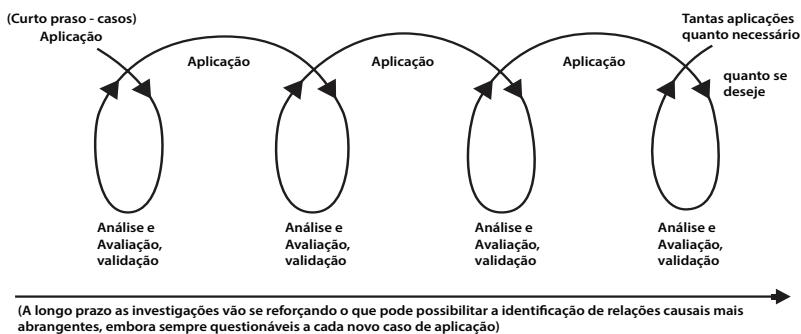 (Curto praso - casos)
Aplicação
Aplicação
Aplicação
Aplicação
Tantas aplicações
quanto necessário
quanto se
deseje
Análise e
Avaliação,
validação
Análise e
Avaliação,
validação
Análise e
Avaliação,
validação
Análise e
Avaliação,
validação
(A longo prazo as investigações vão se reforçando o que pode possibilitar a identificação de relações causais mais
abrangentes, embora sempre questionáveis a cada novo caso de aplicação)